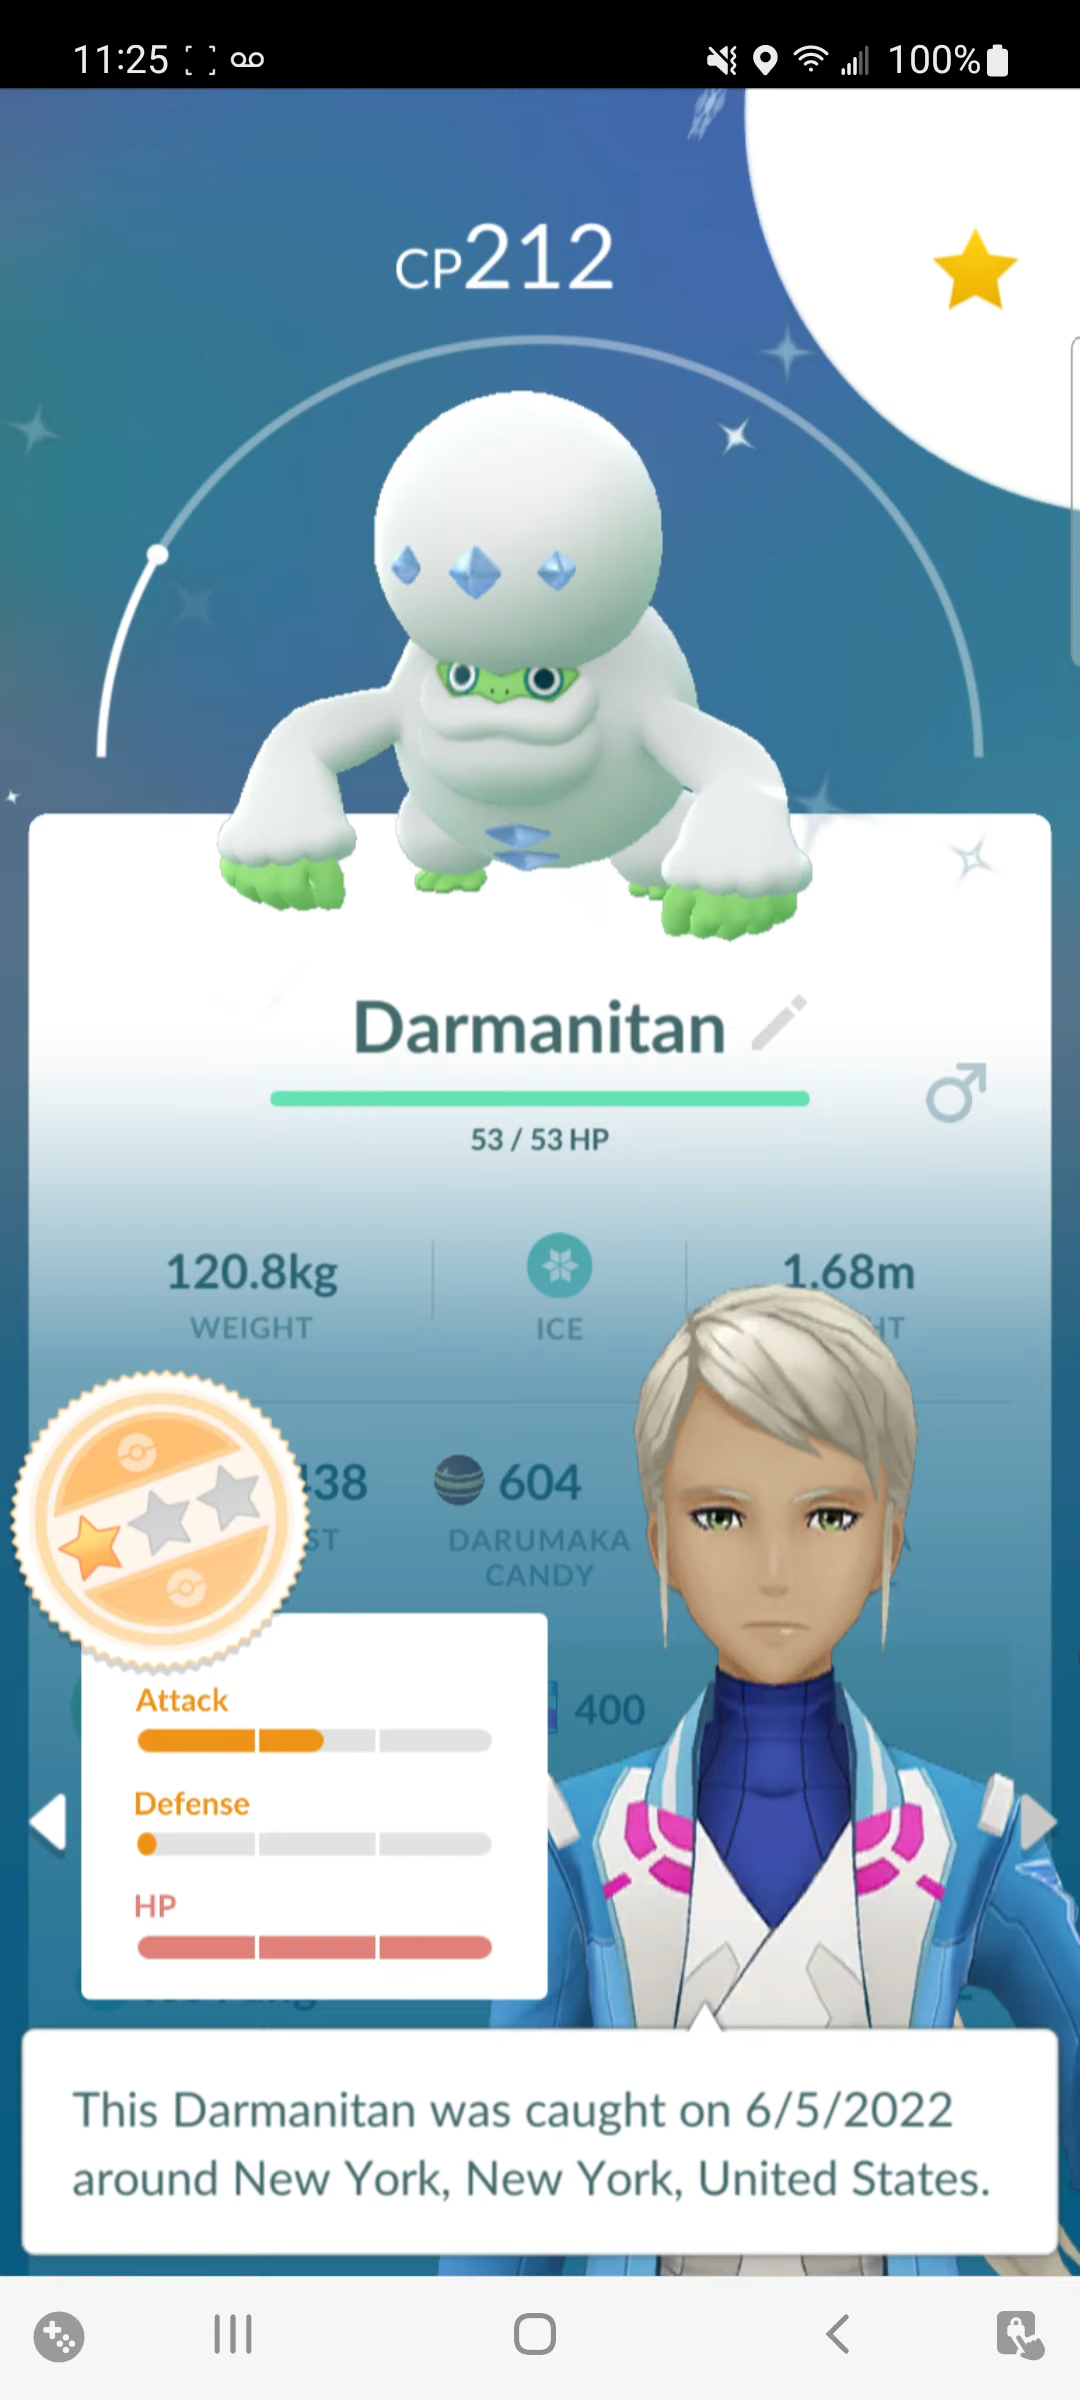 11:25
100%
CP212
Darmanitan
53 / 53 HP
120.8kg
WEIGHT
ICE
1.68m
604
DARUMAKA
CANDY
400
Attack
Defense
HP
This Darmanitan was caught on 6/5/2022
around New York, New York, United States.